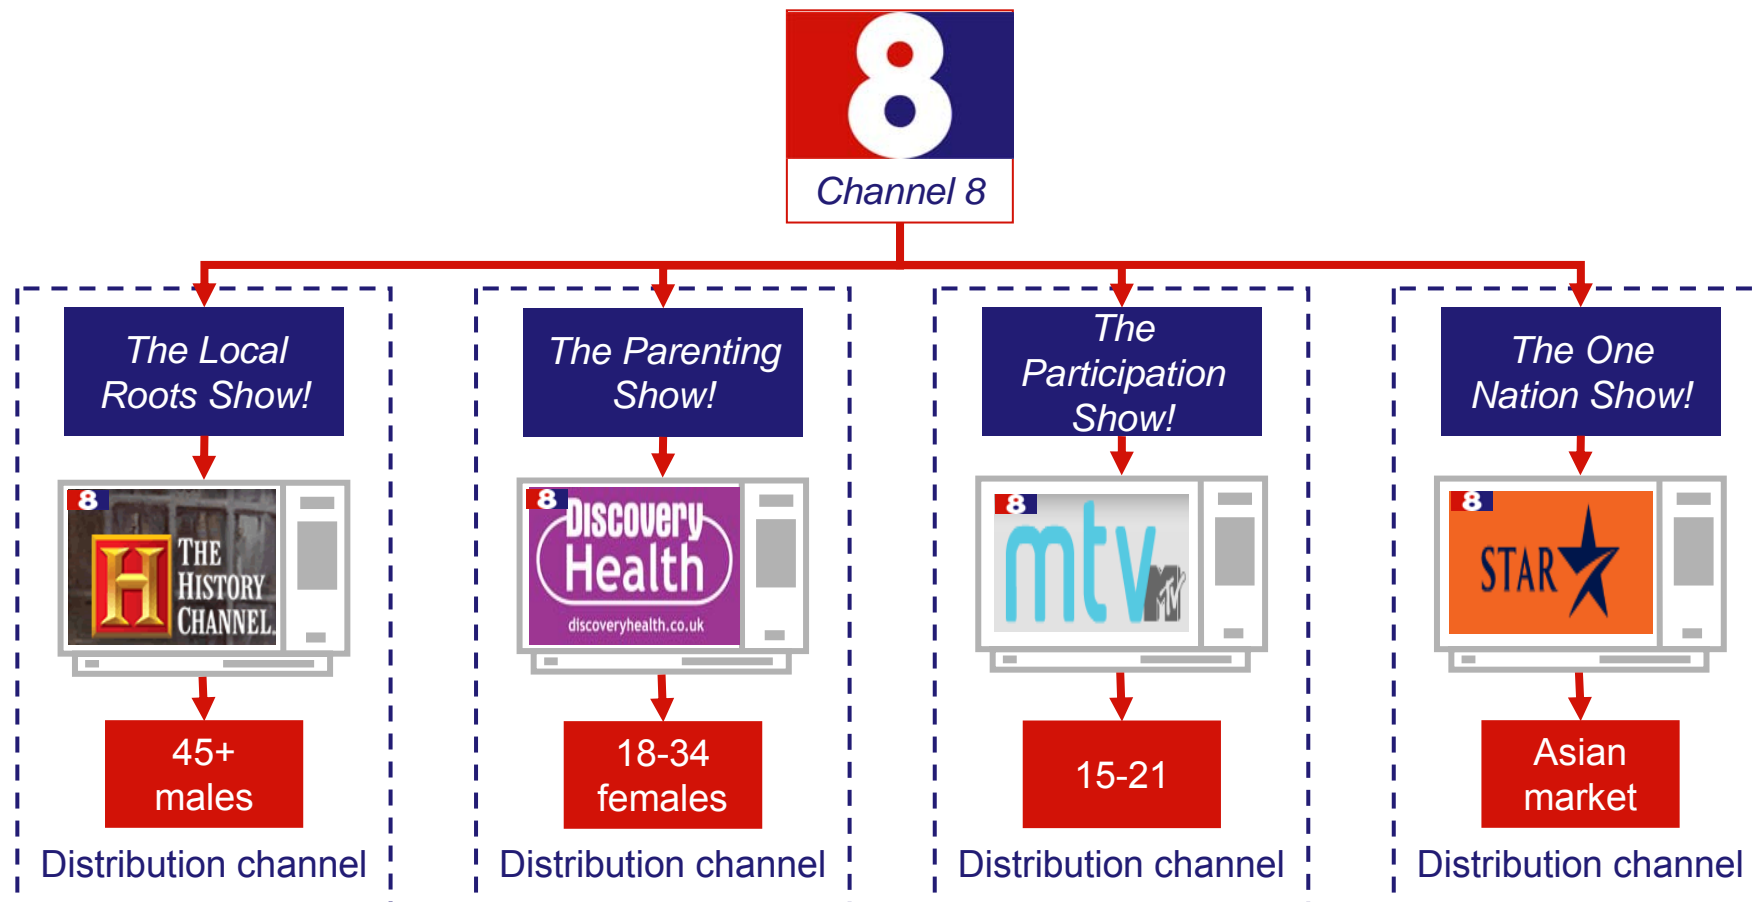 8
Channel 8
The Local
Roots Show!
The Parenting
Show!
The
Participation
Show!
The One
Nation Show!
8
H
THE
HISTORY
CHANNEL.
8
DISCOVERY
Health
discoveryhealth.co.uk
8
mtv
MTV
8
STAR
45+
males
18-34
females
15-21
Asian
market
Distribution channel
Distribution channel
Distribution channel
Distribution channel